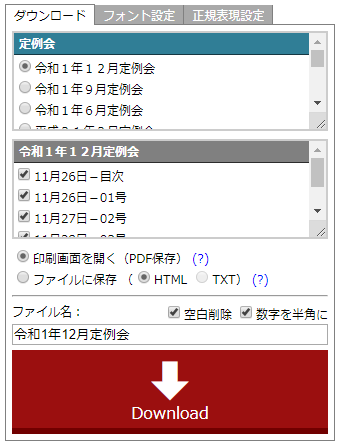 ダウンロード フォント設定 正規表現設定
定例会
令和１年１２月定例会
令和１年９月定例会
令和１年６月定例会
令和１年１２月定例会
11月26日－目次
11月26日－01号
11月27日－02号
印刷画面を開く（PDF保存） (?)
ファイルに保存 （ HTML TXT） (?)
ファイル名： 空白削除 数字を半角に
令和1年12月定例会
Download